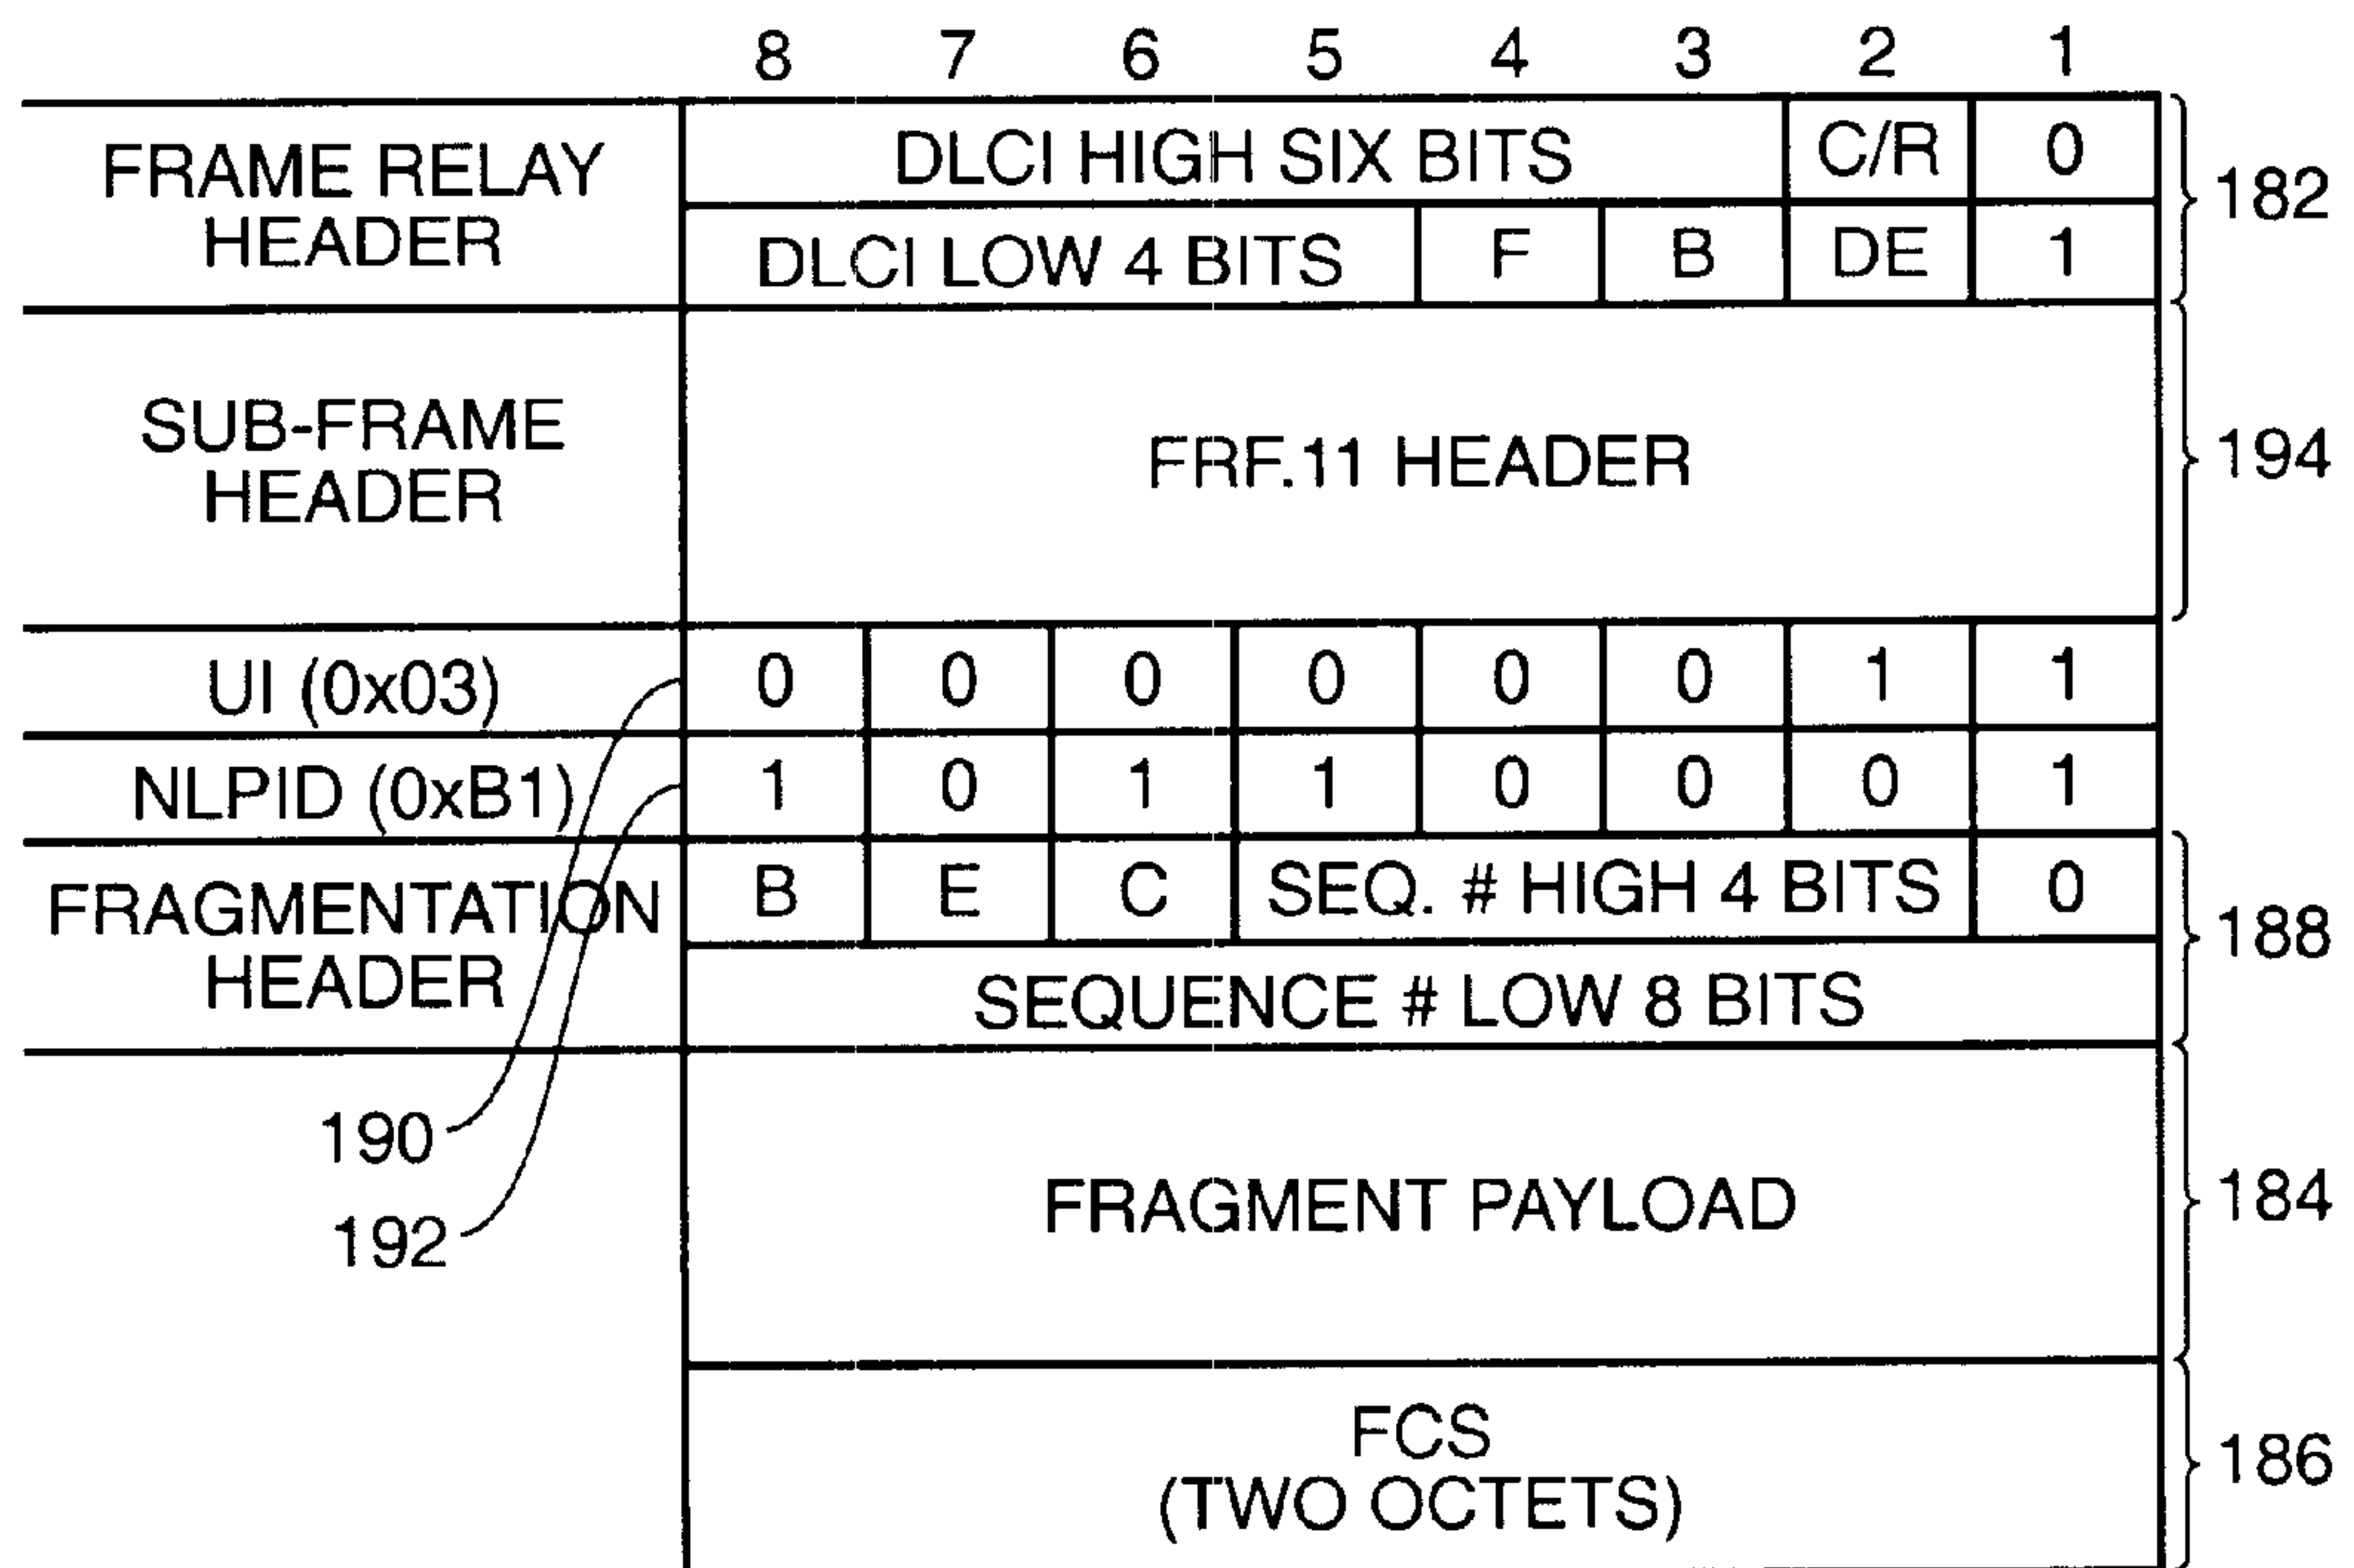 8 7 6 5 4 3 2 1
FRAME RELAY HEADER
DLCI HIGH SIX BITS C/R 0
DLCI LOW 4 BITS F B DE 1
182
SUB-FRAME HEADER
FRF.11 HEADER
194
UI (0x03) 0 0 0 0 0 0 1 1
NLPID (0xB1) 1 0 1 1 0 0 0 1
FRAGMENTATION HEADER
B E C SEQ. # HIGH 4 BITS 0
SEQUENCE # LOW 8 BITS
188
190
192
FRAGMENT PAYLOAD
184
FCS
(TWO OCTETS)
186